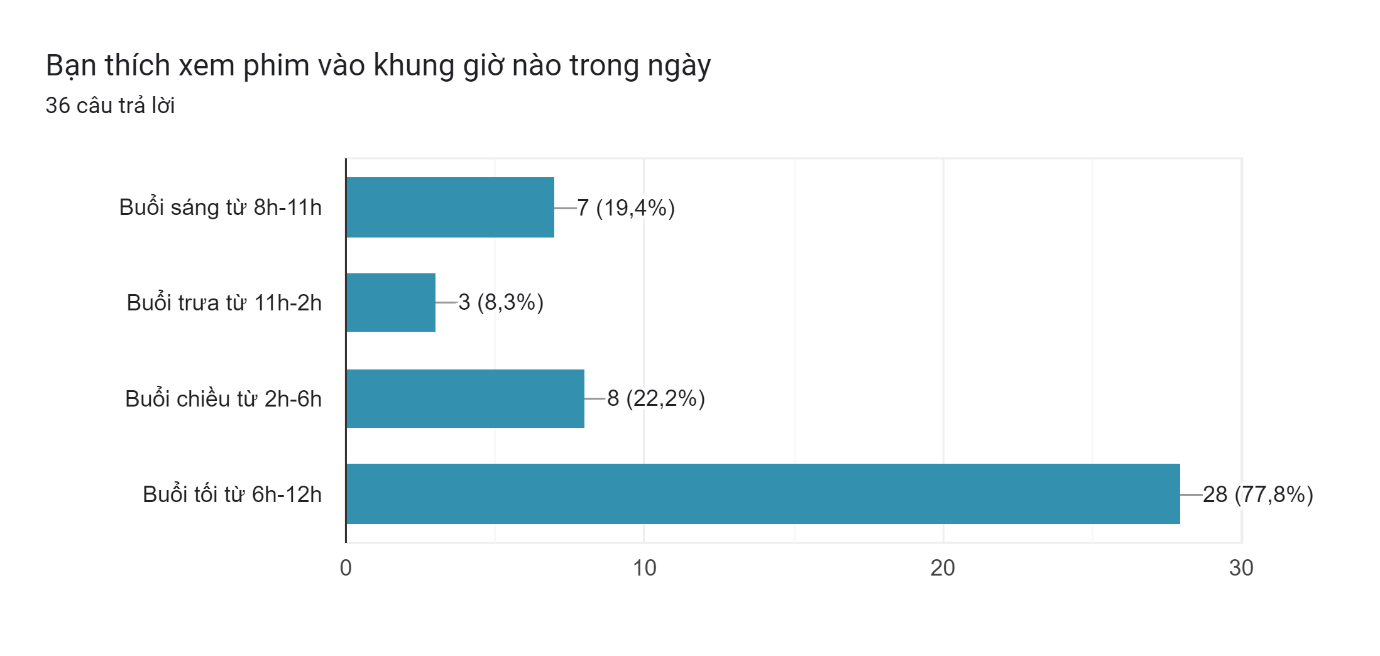 Bạn thích xem phim vào khung giờ nào trong ngày
36 câu trả lời
Buổi sáng từ 8h-11h
7 (19,4%)
Buổi trưa từ 11h-2h
3 (8,3%)
Buổi chiều từ 2h-6h
8 (22,2%)
Buổi tối từ 6h-12h
28 (77,8%)
0
10
20
30